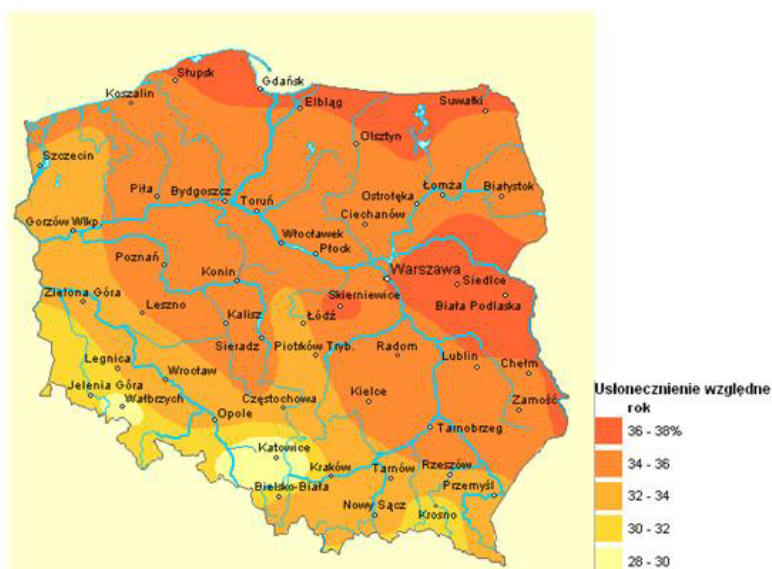 Słupsk
Gdańsk
Koszalin
Elbląg
Suwałki
Olsztyn
Szczecin
Piła
Bydgoszcz
Toruń
Ostrołęka
Łomża
Białystok
Ciechanów
Gorzów Wlkp.
Włocławek
Płock
Poznań
Konin
Warszawa
Siedlce
Zielona Góra
Leszno
Kalisz
Skierniewice
Biała Podlaska
Łódź
Sieradz
Piotrków Tryb.
Radom
Lublin
Chełm
Legnica
Wrocław
Jelenia Góra
Wałbrzych
Opole
Częstochowa
Kielce
Zamość
Tarnobrzeg
Katowice
Kraków
Tarnów
Rzeszów
Przemyśl
Bielsko-Biała
Nowy Sącz
Krosno
Usłonecznienie względne
rok
36 - 38%
34 - 36
32 - 34
30 - 32
28 - 30